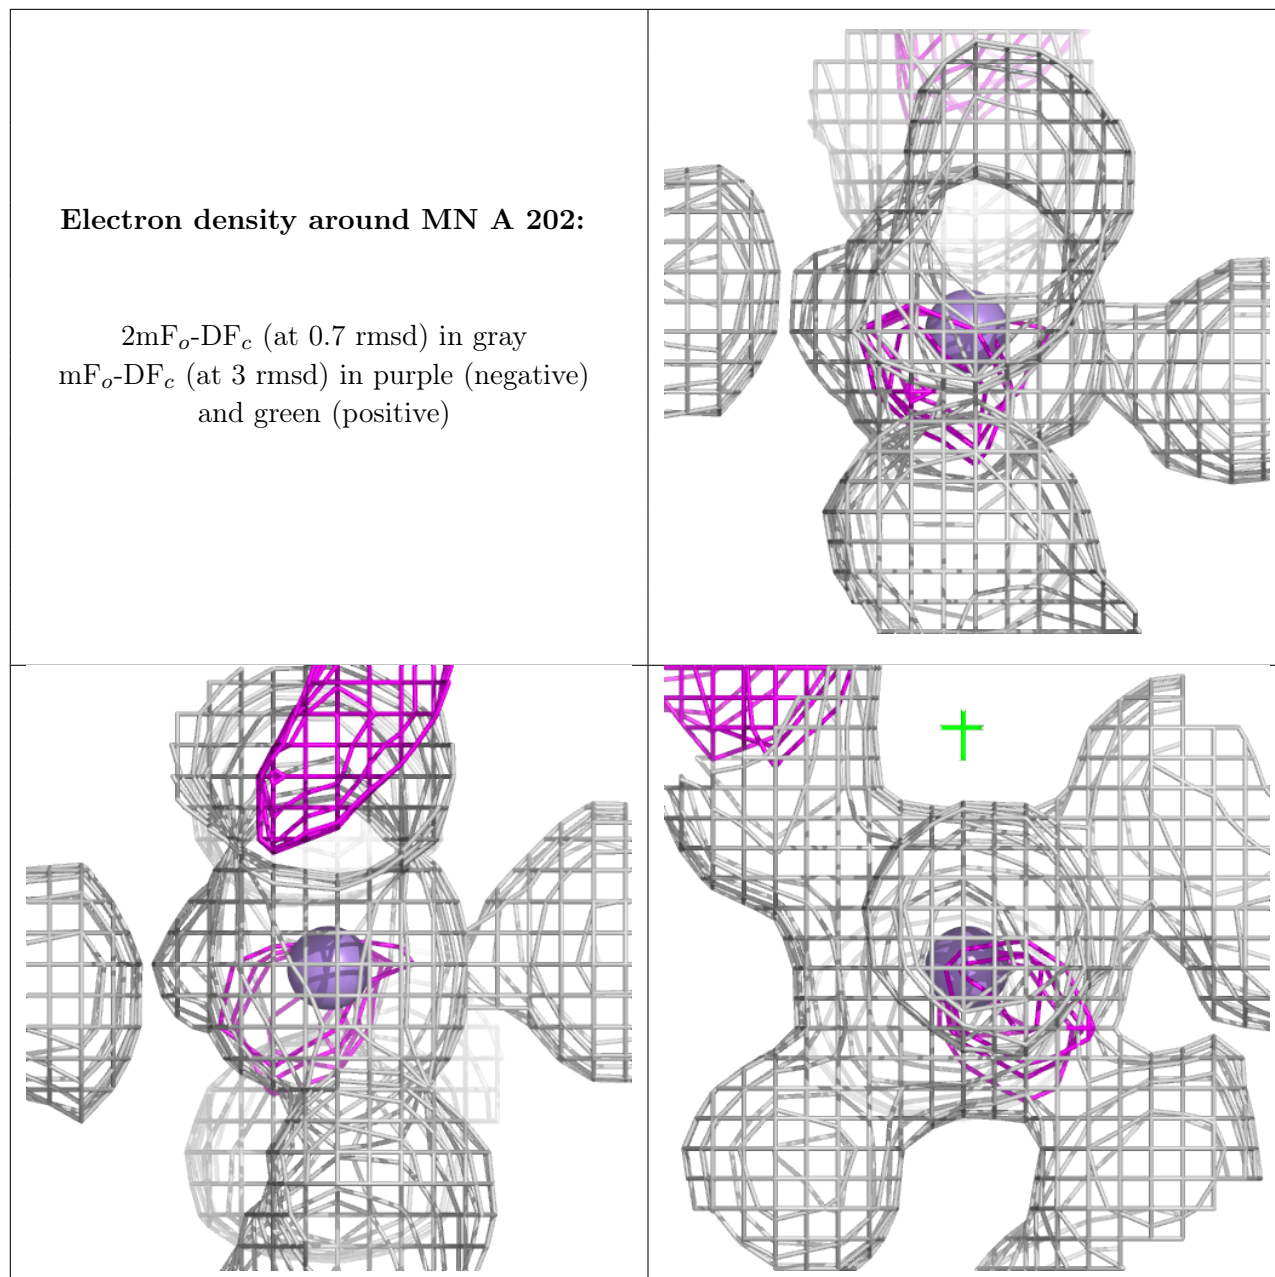 Electron density around MN A 202:
2mFo-DFc (at 0.7 rmsd) in gray
mFo-DFc (at 3 rmsd) in purple (negative)
and green (positive)